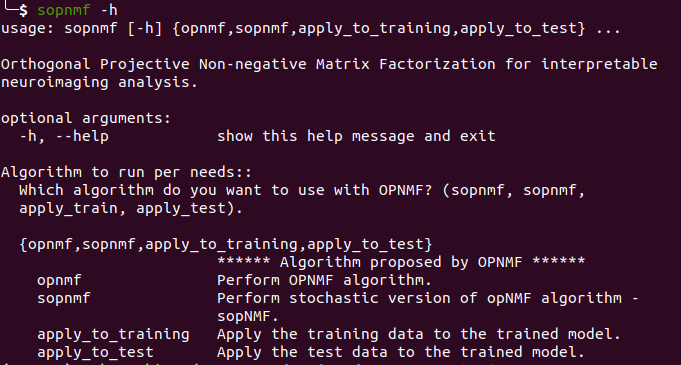 $ sopnmf -h
usage: sopnmf [-h] {opnmf,sopnmf,apply_to_training,apply_to_test} ...
Orthogonal Projective Non-negative Matrix Factorization for interpretable
neuroimaging analysis.
optional arguments:
-h, --help show this help message and exit
Algorithm to run per needs::
Which algorithm do you want to use with OPNMF? (sopnmf, sopnmf,
apply_train, apply_test).
{opnmf,sopnmf,apply_to_training,apply_to_test}
****** Algorithm proposed by OPNMF ******
opnmf Perform OPNMF algorithm.
sopnmf Perform stochastic version of opNMF algorithm -
sopNMF.
apply_to_training Apply the training data to the trained model.
apply_to_test Apply the test data to the trained model.